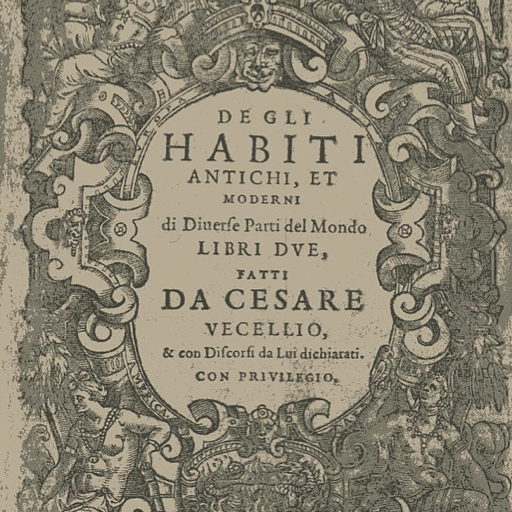 DE GLI
HABITI
ANTICHI, ET
MODERNI
di Diuerſe Parti del Mondo
LIBRI DVE,
FATTI
DA CESARE
VECELLIO,
& con Diſcorſi da Lui dichiarati.
CON PRIVILEGIO.
AMERICA